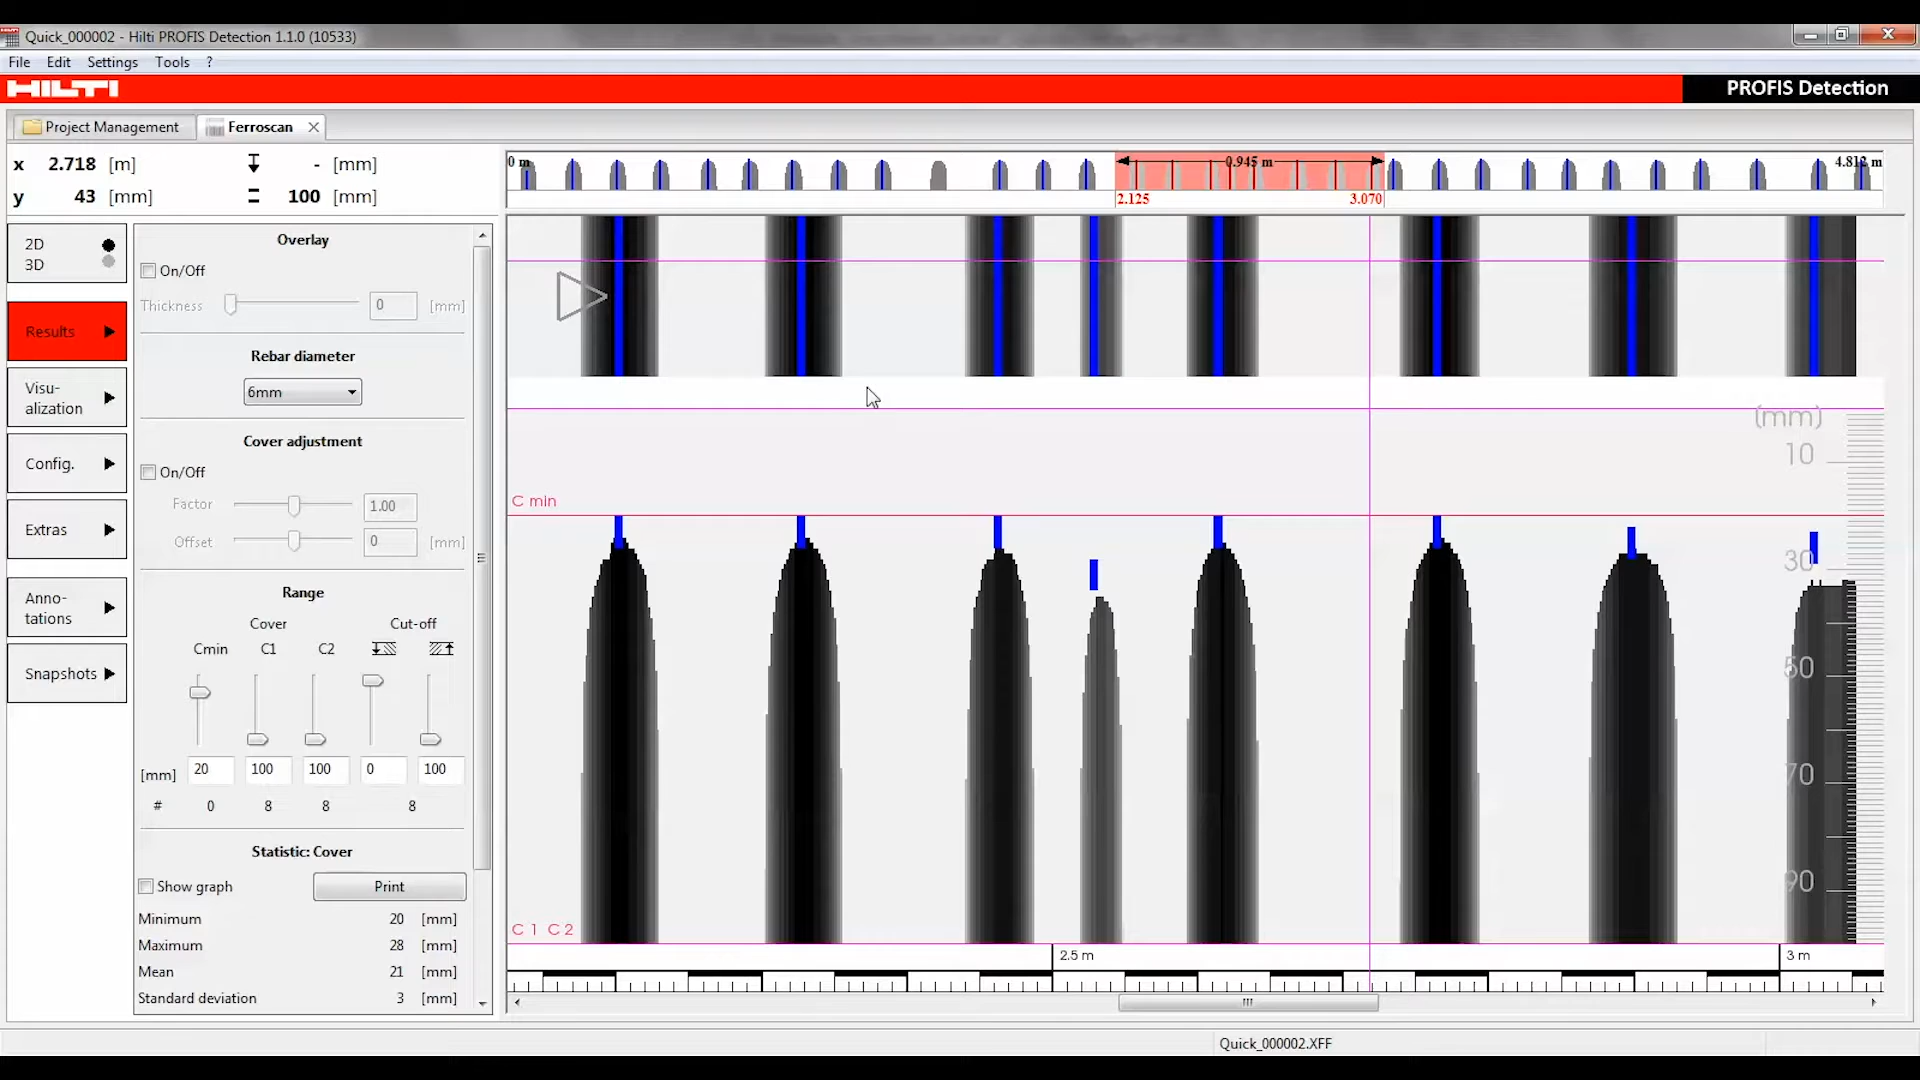 Quick_000002 - Hilti PROFIS Detection 1.1.0 (10533)
File Edit Settings Tools ?
HILTI
PROFIS Detection
Project Management Ferroscan
x 2.718 [m] - [mm]
y 43 [mm] 100 [mm]
0 m 0.945 m 4.812 m
2.125 3.070
2D
3D
Results
Visu-
alization
Config.
Extras
Anno-
tations
Snapshots
Overlay
On/Off
Thickness 0 [mm]
Rebar diameter
6mm
Cover adjustment
On/Off
Factor 1.00
Offset 0 [mm]
Range
Cover Cut-off
Cmin C1 C2
[mm] 20 100 100 0 100
# 0 8 8 8
Statistic: Cover
Show graph Print
Minimum 20 [mm]
Maximum 28 [mm]
Mean 21 [mm]
Standard deviation 3 [mm]
(mm)
10
C min
30
50
70
90
C 1 C 2
2.5 m 3 m
Quick_000002.XFF